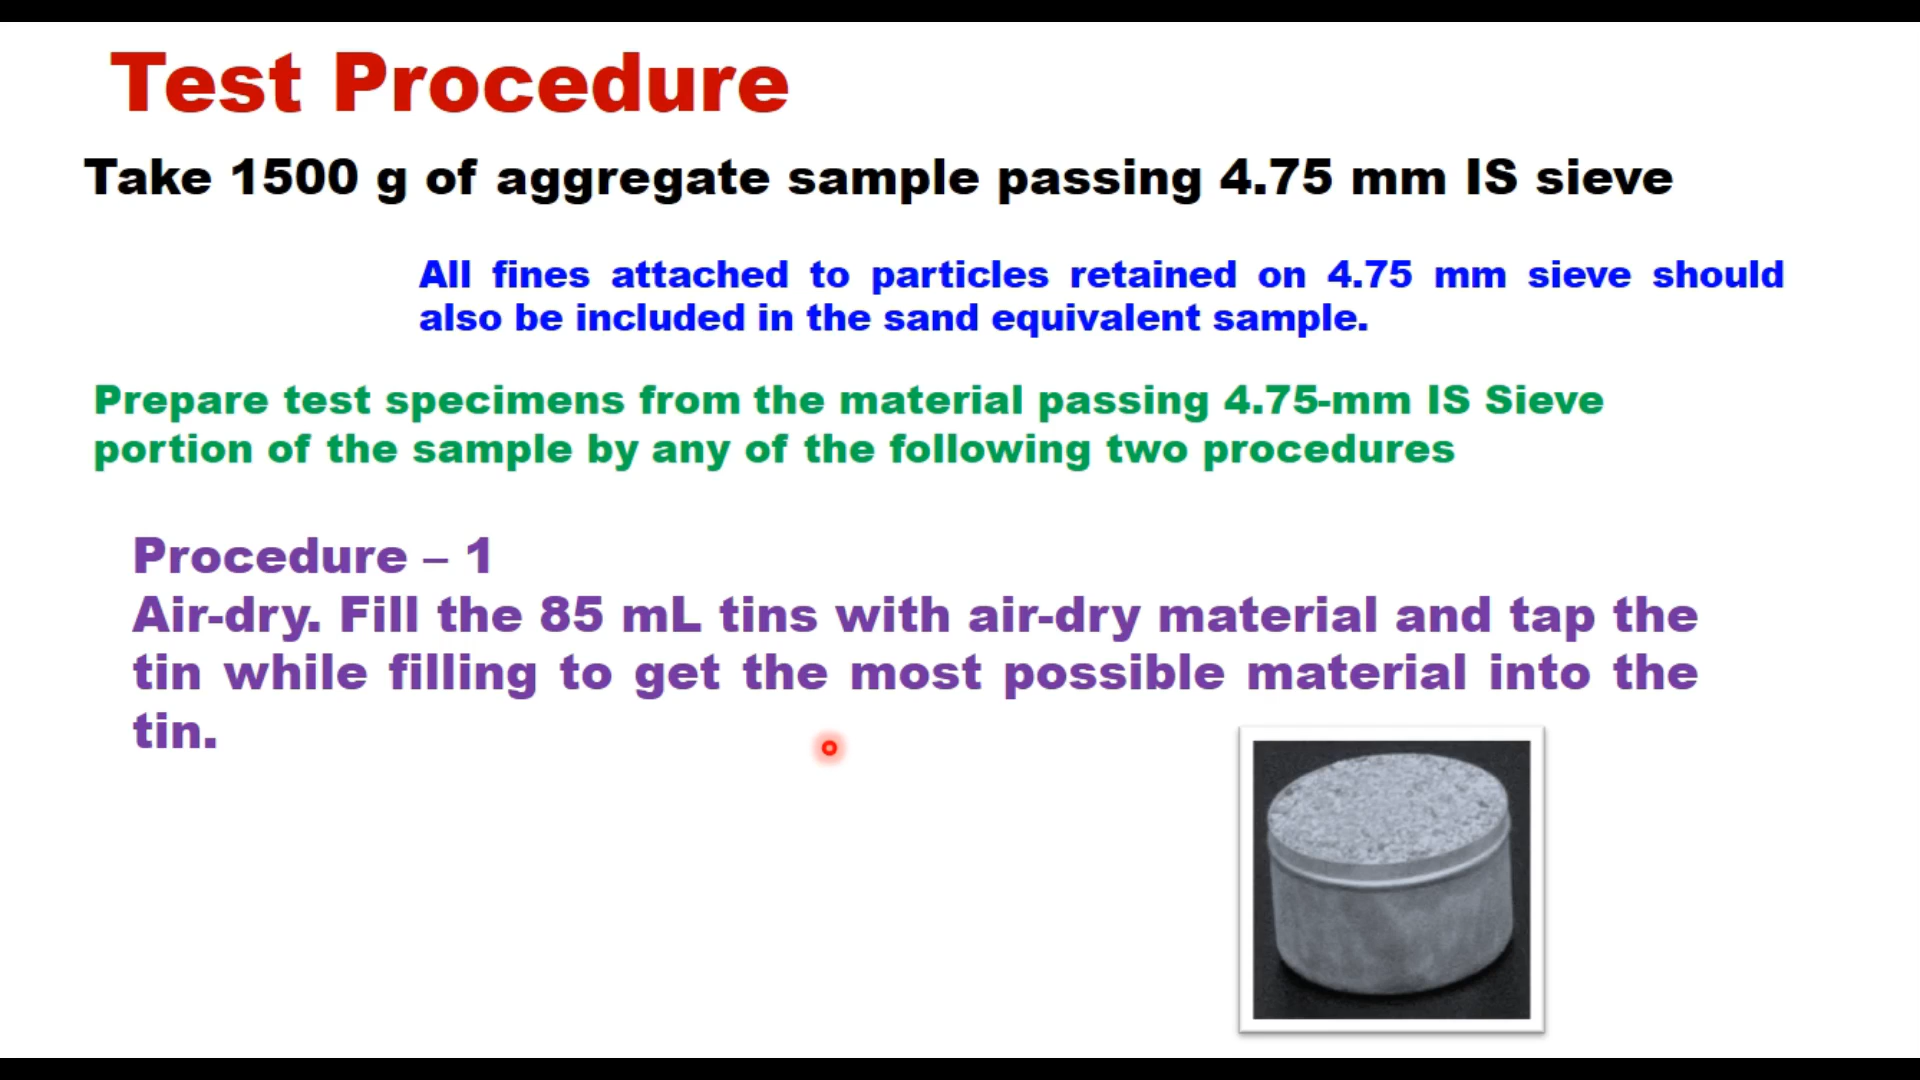 Test Procedure
Take 1500 g of aggregate sample passing 4.75 mm IS sieve
All fines attached to particles retained on 4.75 mm sieve should
also be included in the sand equivalent sample.
Prepare test specimens from the material passing 4.75-mm IS Sieve
portion of the sample by any of the following two procedures
Procedure – 1
Air-dry. Fill the 85 mL tins with air-dry material and tap the
tin while filling to get the most possible material into the
tin.